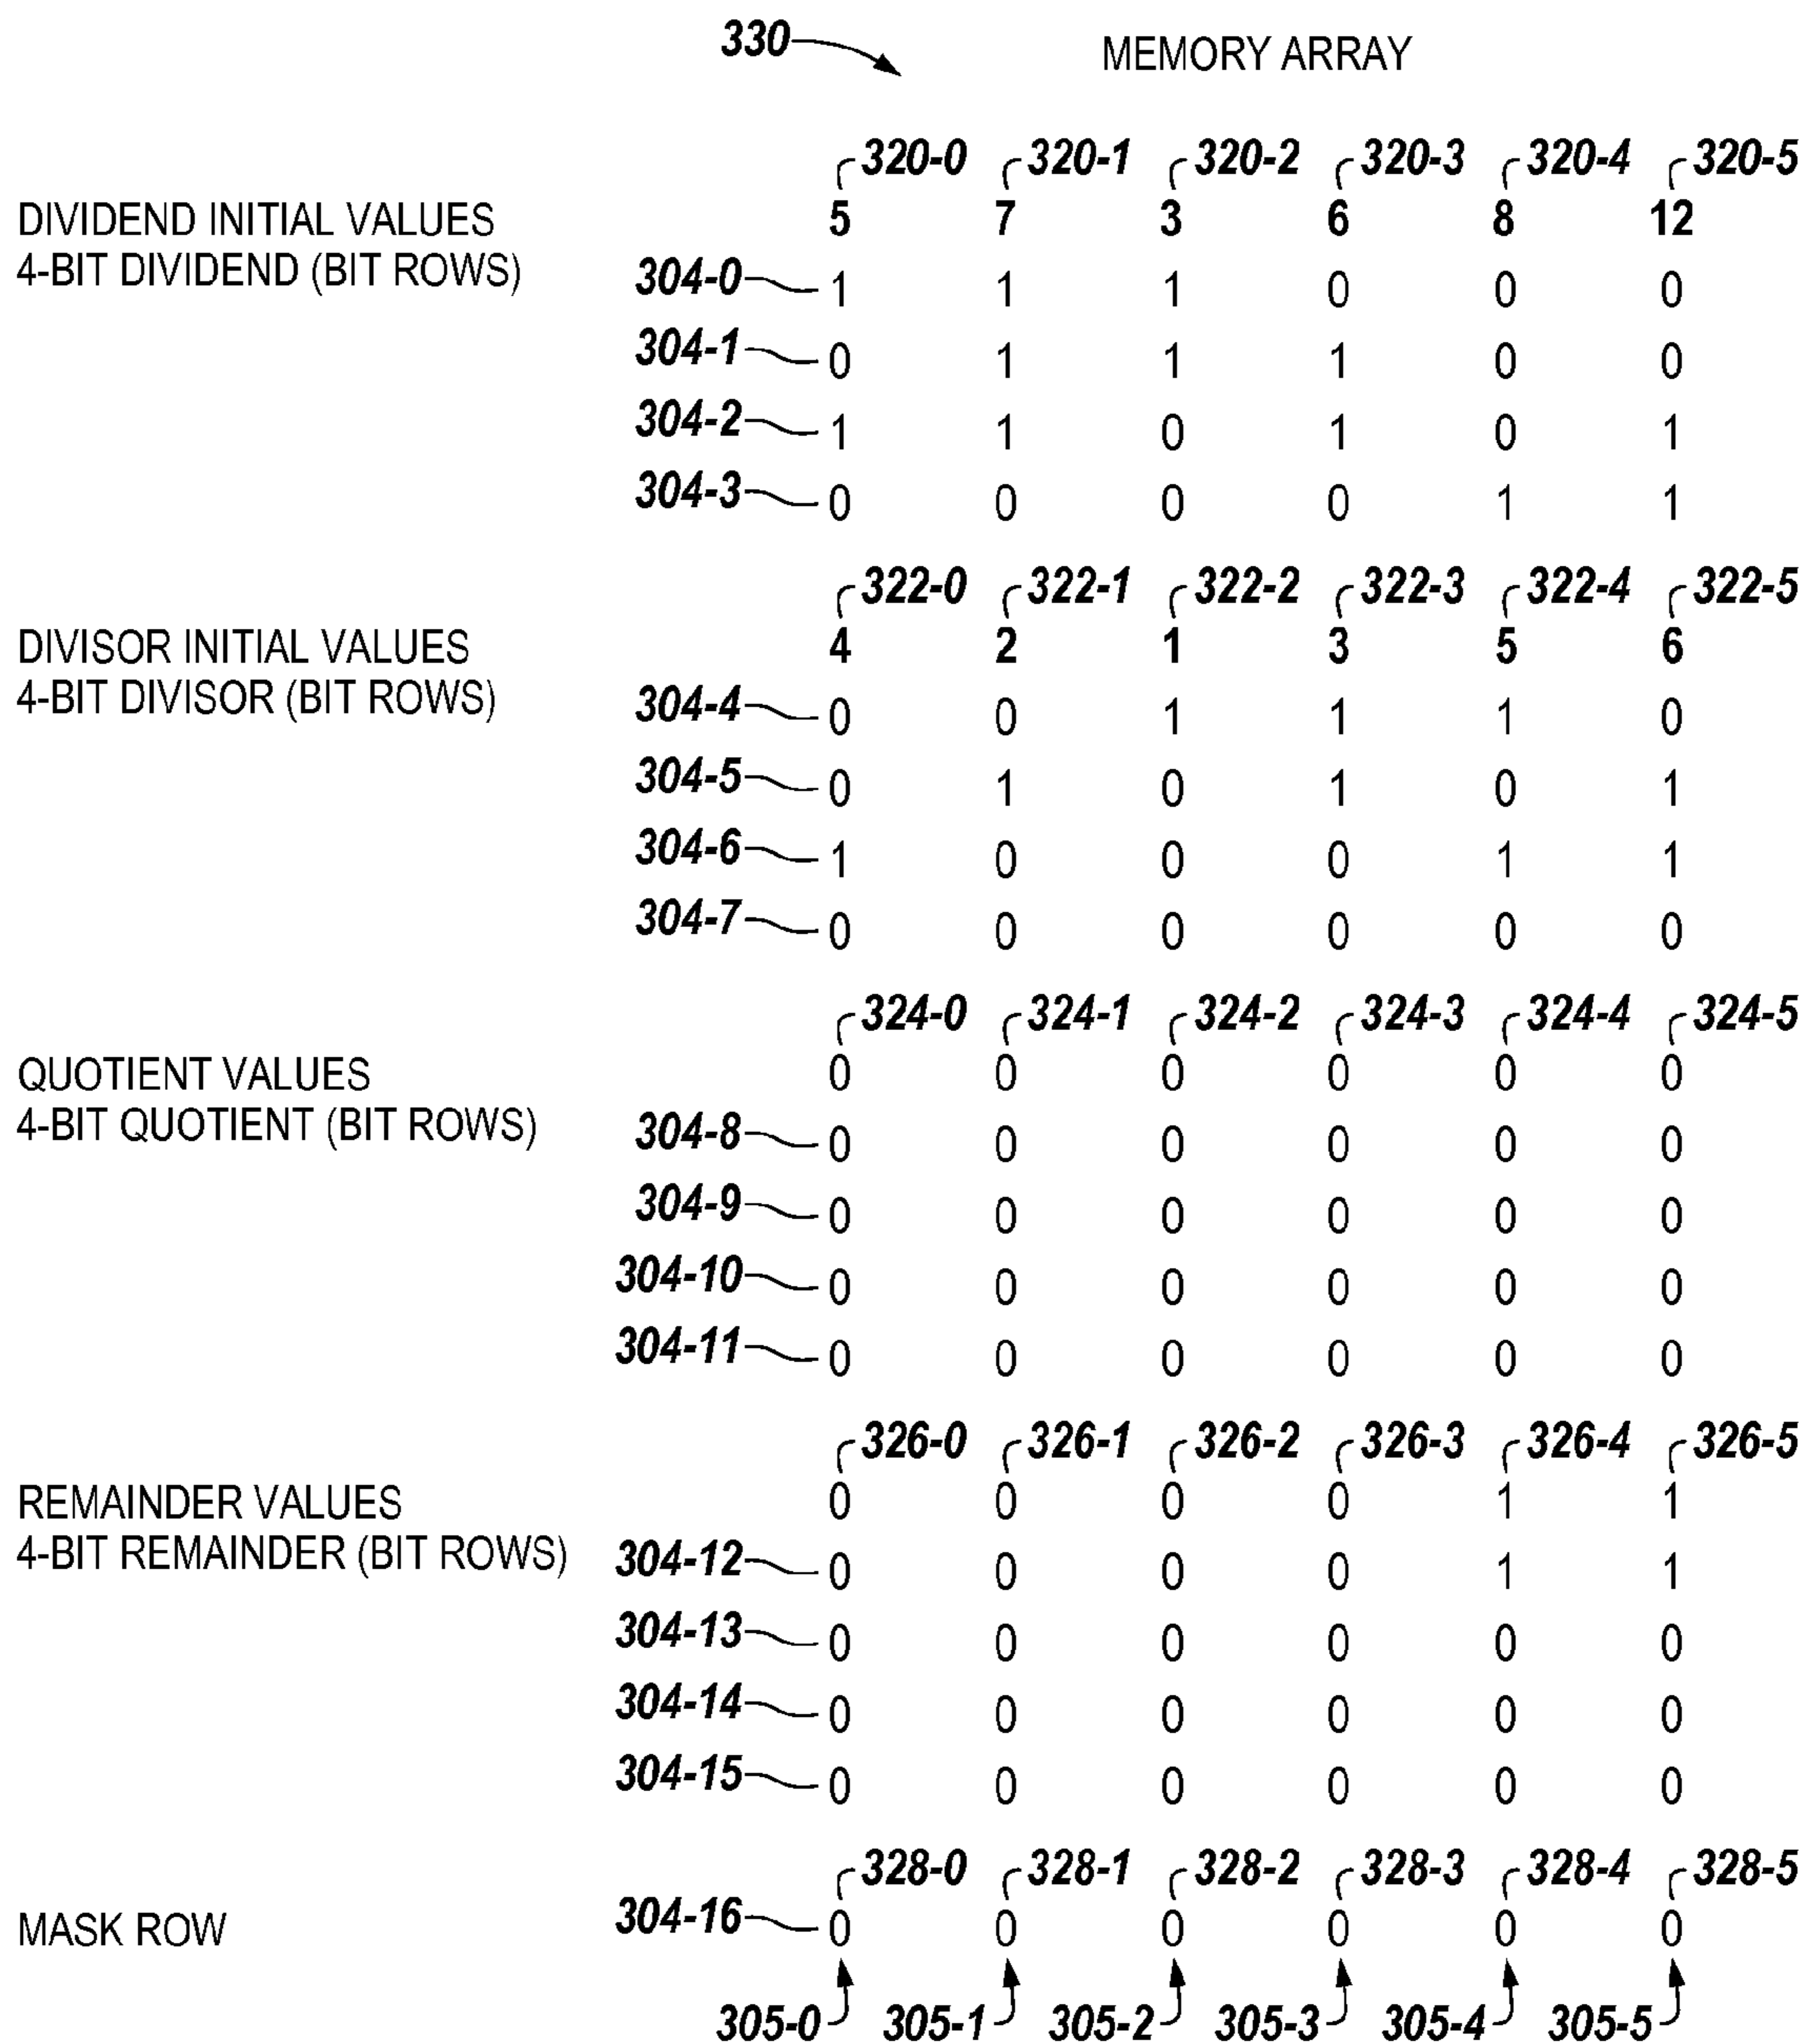 330 MEMORY ARRAY
320-0 320-1 320-2 320-3 320-4 320-5
DIVIDEND INITIAL VALUES 5 7 3 6 8 12
4-BIT DIVIDEND (BIT ROWS) 304-0 1 1 1 0 0 0
304-1 0 1 1 1 0 0
304-2 1 1 0 1 0 1
304-3 0 0 0 0 1 1
322-0 322-1 322-2 322-3 322-4 322-5
DIVISOR INITIAL VALUES 4 2 1 3 5 6
4-BIT DIVISOR (BIT ROWS) 304-4 0 0 1 1 1 0
304-5 0 1 0 1 0 1
304-6 1 0 0 0 1 1
304-7 0 0 0 0 0 0
324-0 324-1 324-2 324-3 324-4 324-5
QUOTIENT VALUES 0 0 0 0 0 0
4-BIT QUOTIENT (BIT ROWS) 304-8 0 0 0 0 0 0
304-9 0 0 0 0 0 0
304-10 0 0 0 0 0 0
304-11 0 0 0 0 0 0
326-0 326-1 326-2 326-3 326-4 326-5
REMAINDER VALUES 0 0 0 0 1 1
4-BIT REMAINDER (BIT ROWS) 304-12 0 0 0 0 1 1
304-13 0 0 0 0 0 0
304-14 0 0 0 0 0 0
304-15 0 0 0 0 0 0
328-0 328-1 328-2 328-3 328-4 328-5
MASK ROW 304-16 0 0 0 0 0 0
305-0 305-1 305-2 305-3 305-4 305-5